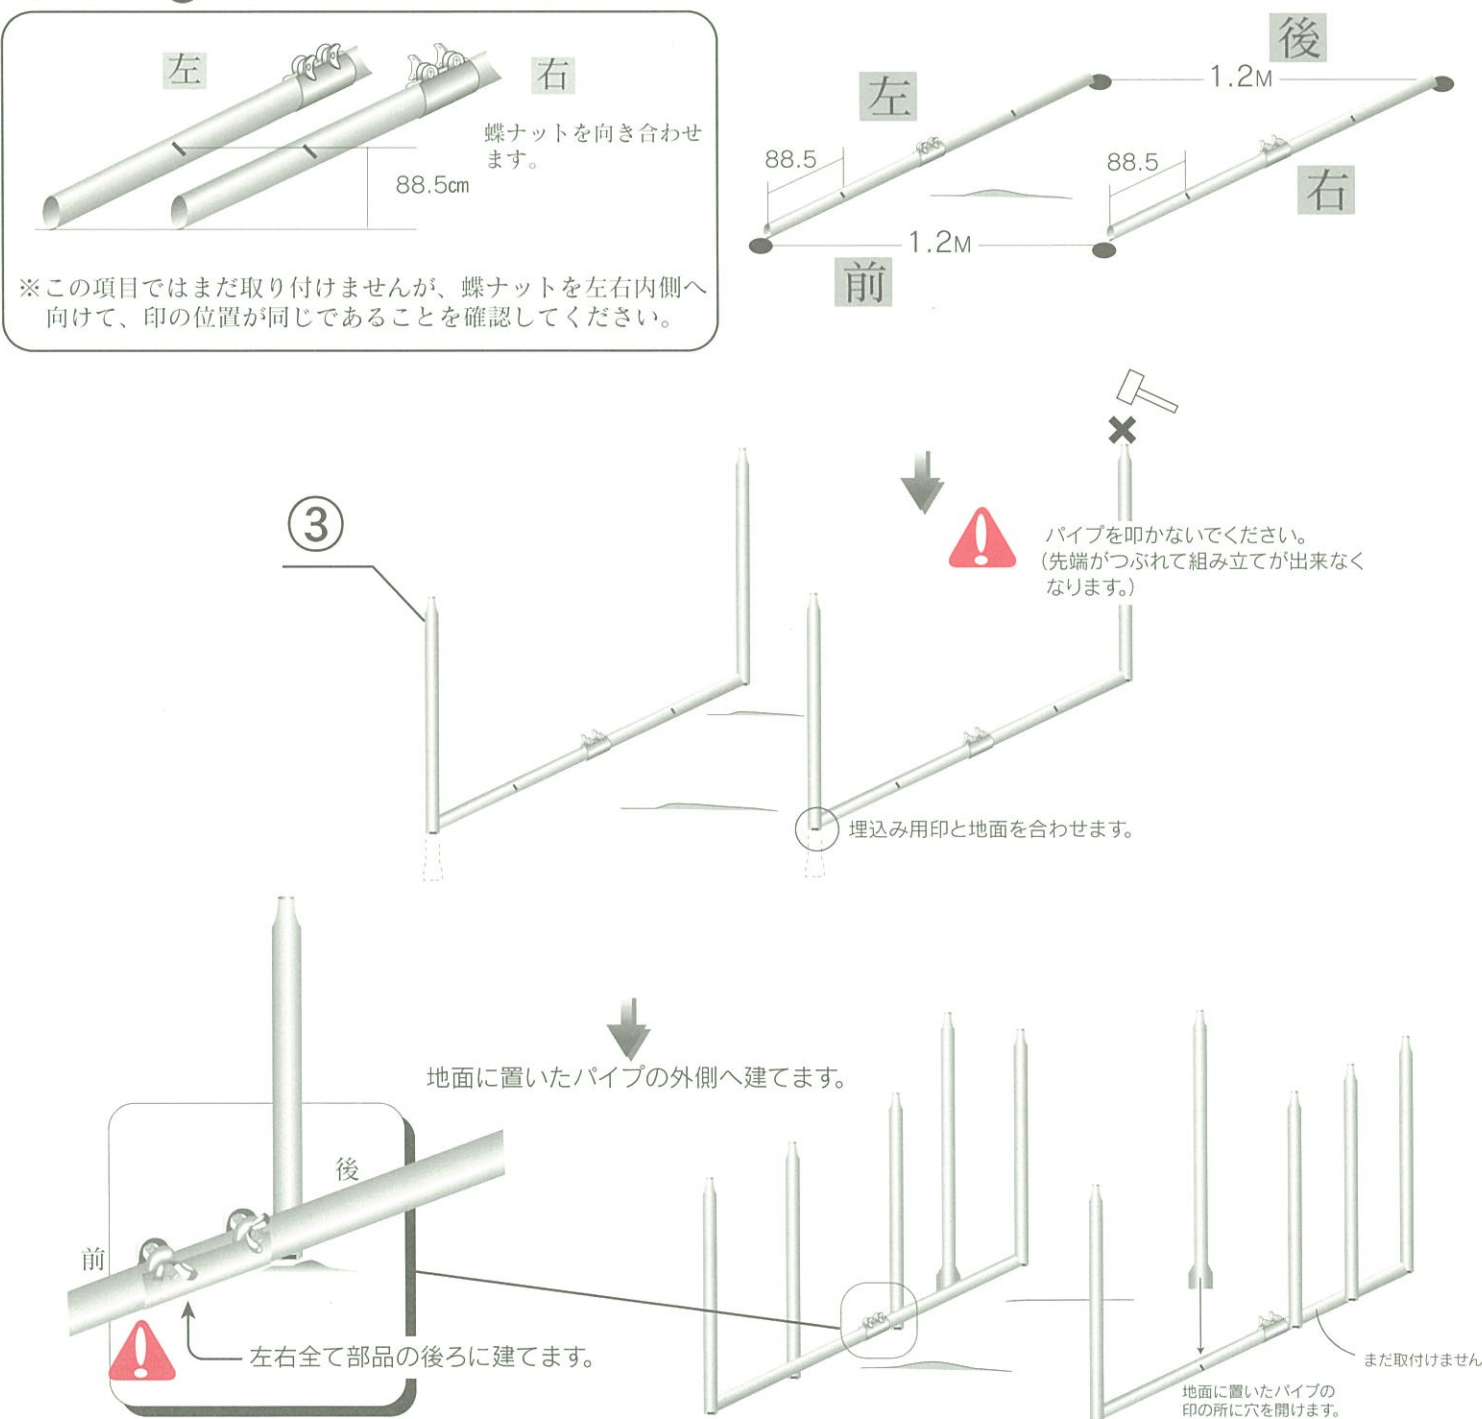 左
右
蝶ナットを向き合わせ
ます。
88.5cm
※この項目ではまだ取り付けませんが、蝶ナットを左右内側へ
向けて、印の位置が同じであることを確認してください。
後
1.2M
左
88.5
88.5
右
1.2M
前
③
パイプを叩かないでください。
(先端がつぶれて組み立てが出来なく
なります。)
埋込み用印と地面を合わせます。
地面に置いたパイプの外側へ建てます。
後
前
左右全て部品の後ろに建てます。
まだ取付けません
地面に置いたパイプの
印の所に穴を開けます。